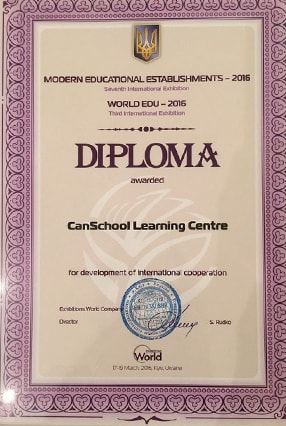 MODERN EDUCATIONAL ESTABLISHMENTS – 2016
Seventh International Exhibition
WORLD EDU – 2016
Third International Exhibition
DIPLOMA
awarded
CanSchool Learning Centre
for development of international cooperation
Exhibitions World Company
Director
S. Rudko
World
17-19 March 2016, Kyiv, Ukraine